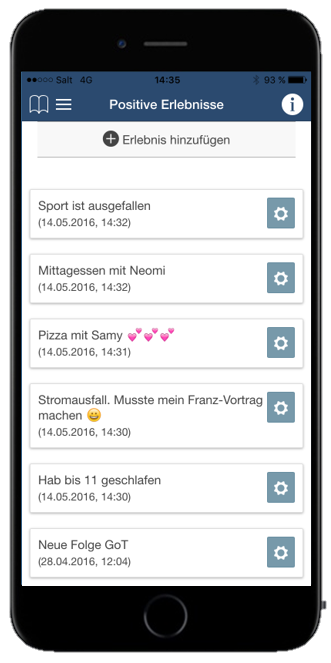 Salt 4G 14:35 93 %
Positive Erlebnisse
Erlebnis hinzufügen
Sport ist ausgefallen
(14.05.2016, 14:32)
Mittagessen mit Neomi
(14.05.2016, 14:32)
Pizza mit Samy 💕💕💕
(14.05.2016, 14:31)
Stromausfall. Musste mein Franz-Vortrag
machen 😀
(14.05.2016, 14:30)
Hab bis 11 geschlafen
(14.05.2016, 14:30)
Neue Folge GoT
(28.04.2016, 12:04)